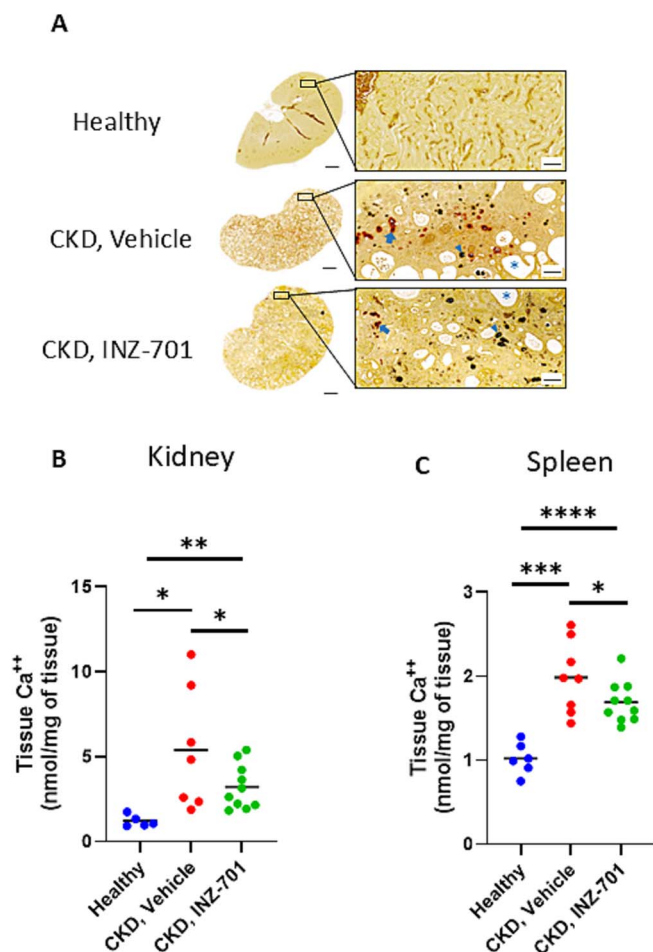 A
Healthy
CKD, Vehicle
*
CKD, INZ-701
*
B
Kidney
**
*
*
15
10
5
0
Tissue Ca++
(nmol/mg of tissue)
Healthy
CKD, Vehicle
CKD, INZ-701
C
Spleen
****
***
*
3
2
1
0
Tissue Ca++
(nmol/mg of tissue)
Healthy
CKD, Vehicle
CKD, INZ-701